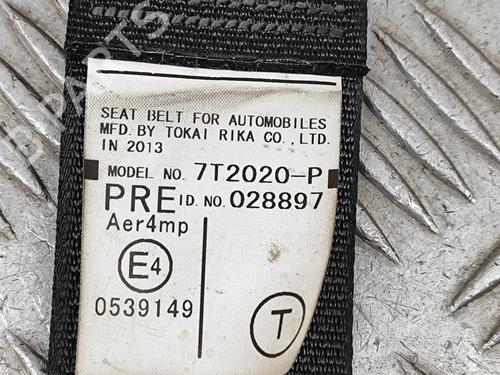 SEAT BELT FOR AUTOMOBILES
MFD. BY TOKAI RIKA CO., LTD.
IN 2013
MODEL NO. 7T2020-P
PRE ID. NO. 028897
Aer4mp
E4
0539149
T